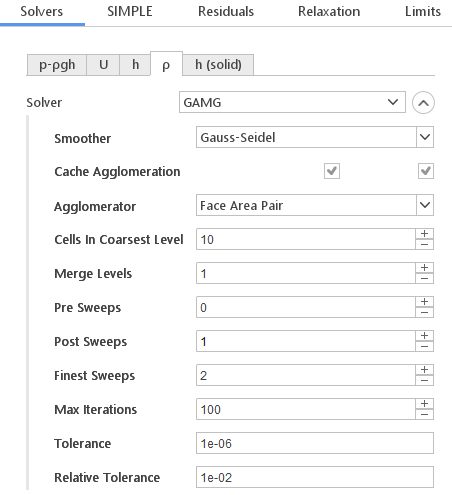 Solvers SIMPLE Residuals Relaxation Limits
p-ρgh U h ρ h (solid)
Solver GAMG
Smoother Gauss-Seidel
Cache Agglomeration
Agglomerator Face Area Pair
Cells In Coarsest Level 10
Merge Levels 1
Pre Sweeps 0
Post Sweeps 1
Finest Sweeps 2
Max Iterations 100
Tolerance 1e-06
Relative Tolerance 1e-02